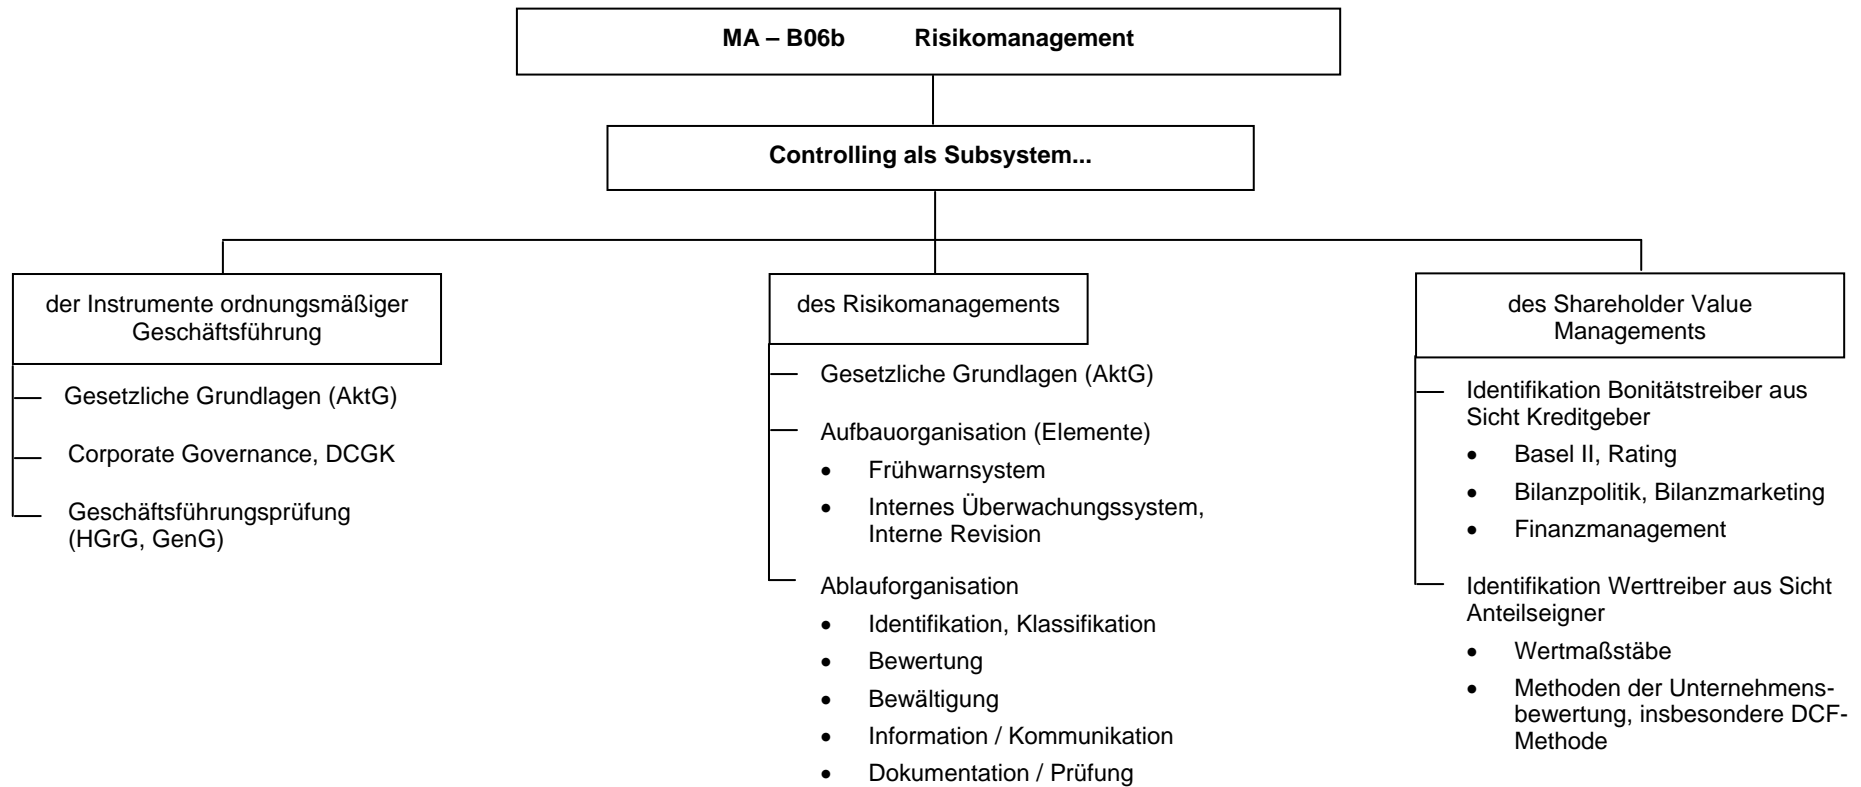 MA – B06b Risikomanagement
Controlling als Subsystem...
der Instrumente ordnungsmäßiger
Geschäftsführung
Gesetzliche Grundlagen (AktG)
Corporate Governance, DCGK
Geschäftsführungsprüfung
(HGrG, GenG)
des Risikomanagements
Gesetzliche Grundlagen (AktG)
Aufbauorganisation (Elemente)
• Frühwarnsystem
• Internes Überwachungssystem,
Interne Revision
Ablauforganisation
• Identifikation, Klassifikation
• Bewertung
• Bewältigung
• Information / Kommunikation
• Dokumentation / Prüfung
des Shareholder Value
Managements
Identifikation Bonitätstreiber aus
Sicht Kreditgeber
• Basel II, Rating
• Bilanzpolitik, Bilanzmarketing
• Finanzmanagement
Identifikation Werttreiber aus Sicht
Anteilseigner
• Wertmaßstäbe
• Methoden der Unternehmens-
bewertung, insbesondere DCF-
Methode